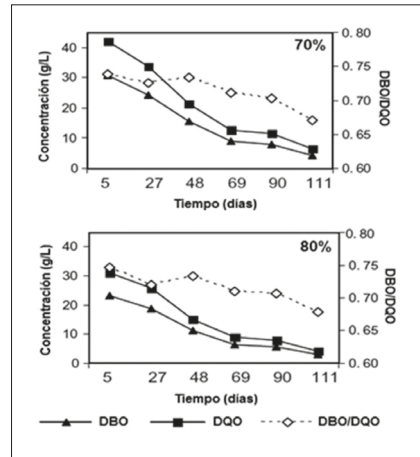 70%
Concentración (g/L)
40
30
20
10
0
0.80
0.75
0.70
0.65
0.60
DBO/DQO
5 27 48 69 90 111
Tiempo (días)
80%
Concentración (g/L)
40
30
20
10
0
0.80
0.75
0.70
0.65
0.60
DBO/DQO
5 27 48 69 90 111
Tiempo (días)
DBO DQO DBO/DQO